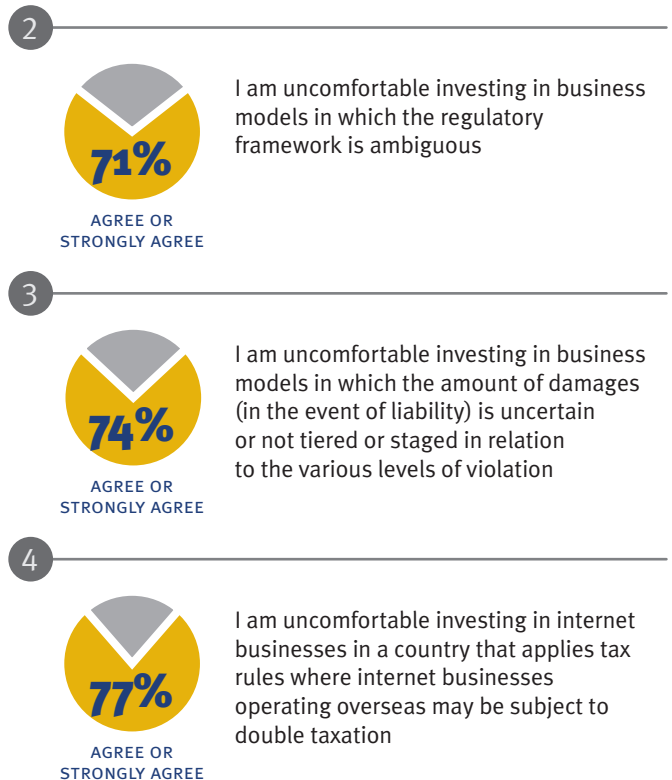 2
71%
AGREE OR
STRONGLY AGREE
I am uncomfortable investing in business
models in which the regulatory
framework is ambiguous
3
74%
AGREE OR
STRONGLY AGREE
I am uncomfortable investing in business
models in which the amount of damages
(in the event of liability) is uncertain
or not tiered or staged in relation
to the various levels of violation
4
77%
AGREE OR
STRONGLY AGREE
I am uncomfortable investing in internet
businesses in a country that applies tax
rules where internet businesses
operating overseas may be subject to
double taxation